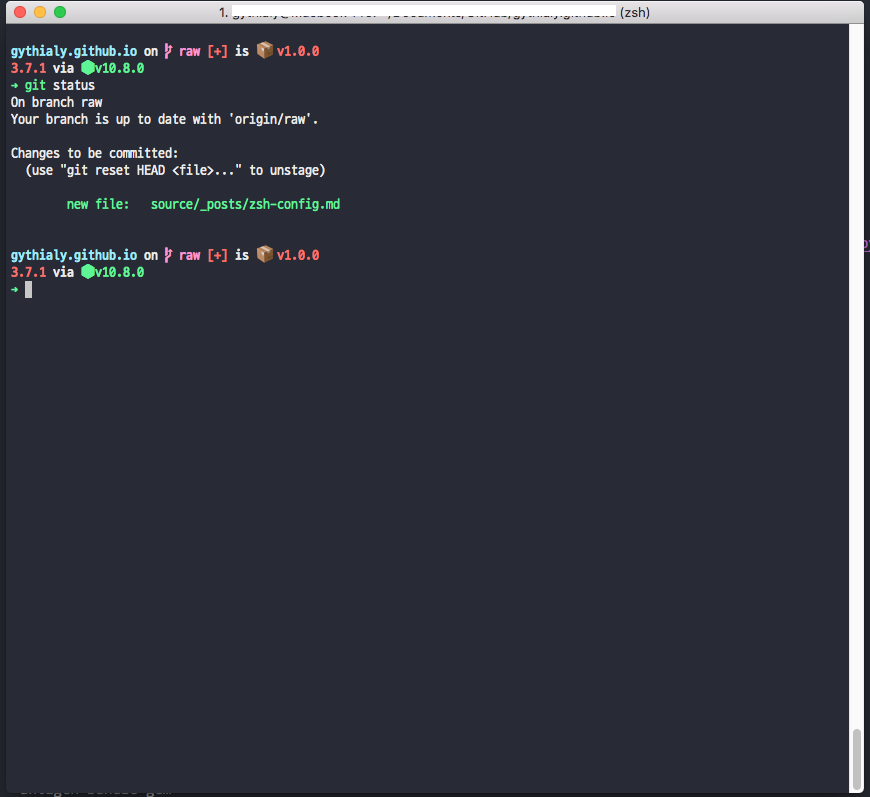 1. (zsh)
gythialy.github.io on raw [+] is 📦 v1.0.0
3.7.1 via ⬢v10.8.0
➜ git status
On branch raw
Your branch is up to date with 'origin/raw'.
Changes to be committed:
(use "git reset HEAD <file>..." to unstage)
new file: source/_posts/zsh-config.md
gythialy.github.io on raw [+] is 📦 v1.0.0
3.7.1 via ⬢v10.8.0
➜